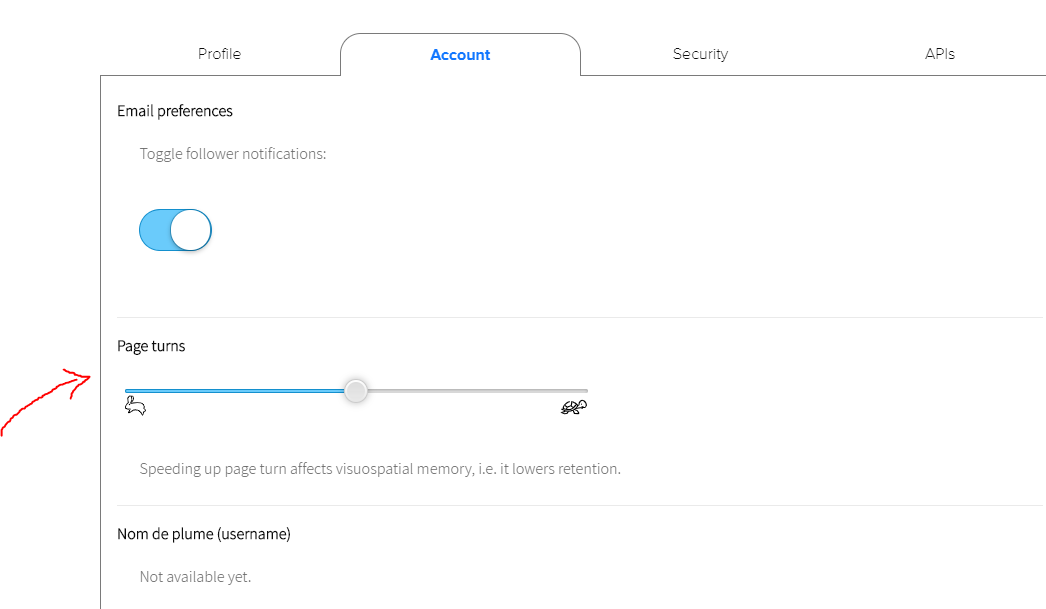 Profile Account Security APIs
Email preferences
Toggle follower notifications:
Page turns
Speeding up page turn affects visuospatial memory, i.e. it lowers retention.
Nom de plume (username)
Not available yet.